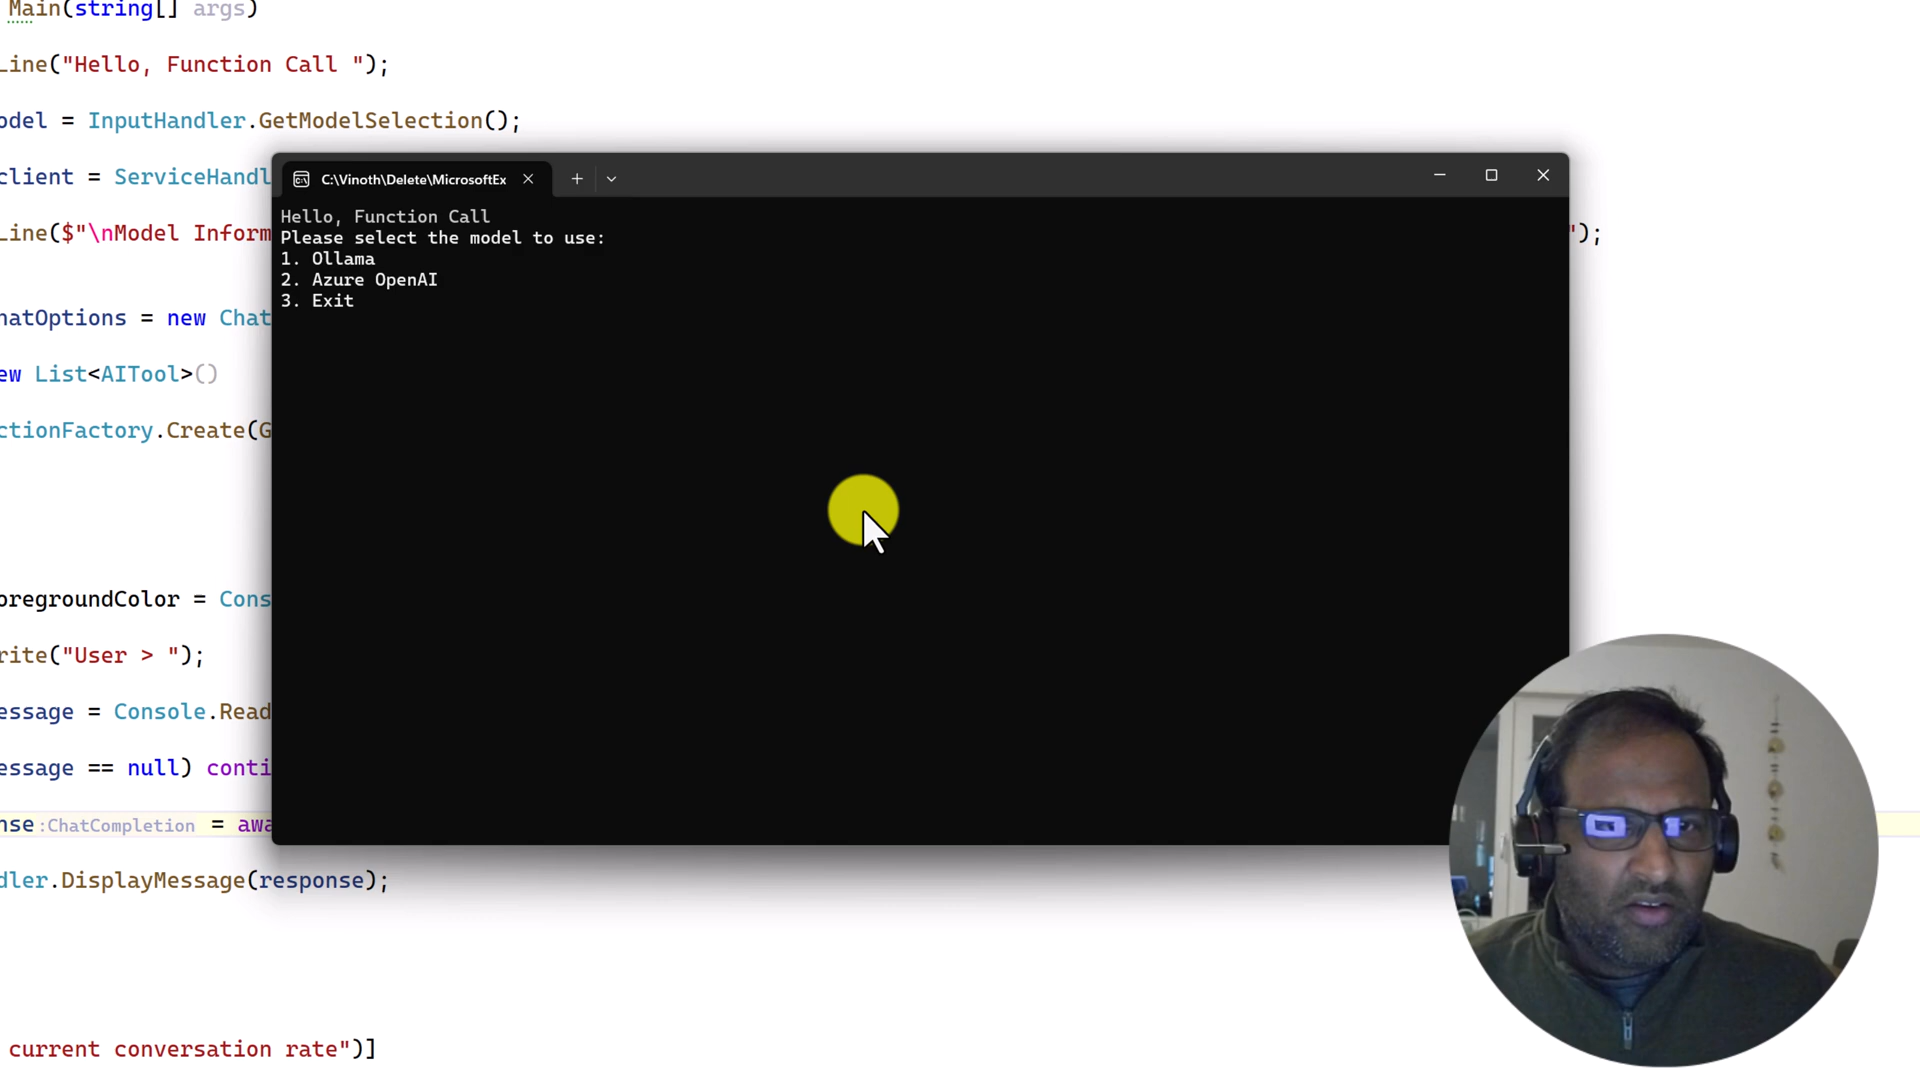 Main(string[] args)
Line("Hello, Function Call ");
odel = InputHandler.GetModelSelection();
client = ServiceHandl
Line($"\nModel Inform
");
hatOptions = new Chat
ew List<AITool>()
ctionFactory.Create(G
oregroundColor = Cons
rite("User > ");
essage = Console.Read
essage == null) conti
nse:ChatCompletion = awa
dler.DisplayMessage(response);
current conversation rate")]
C:\Vinoth\Delete\MicrosoftEx
Hello, Function Call
Please select the model to use:
1. Ollama
2. Azure OpenAI
3. Exit